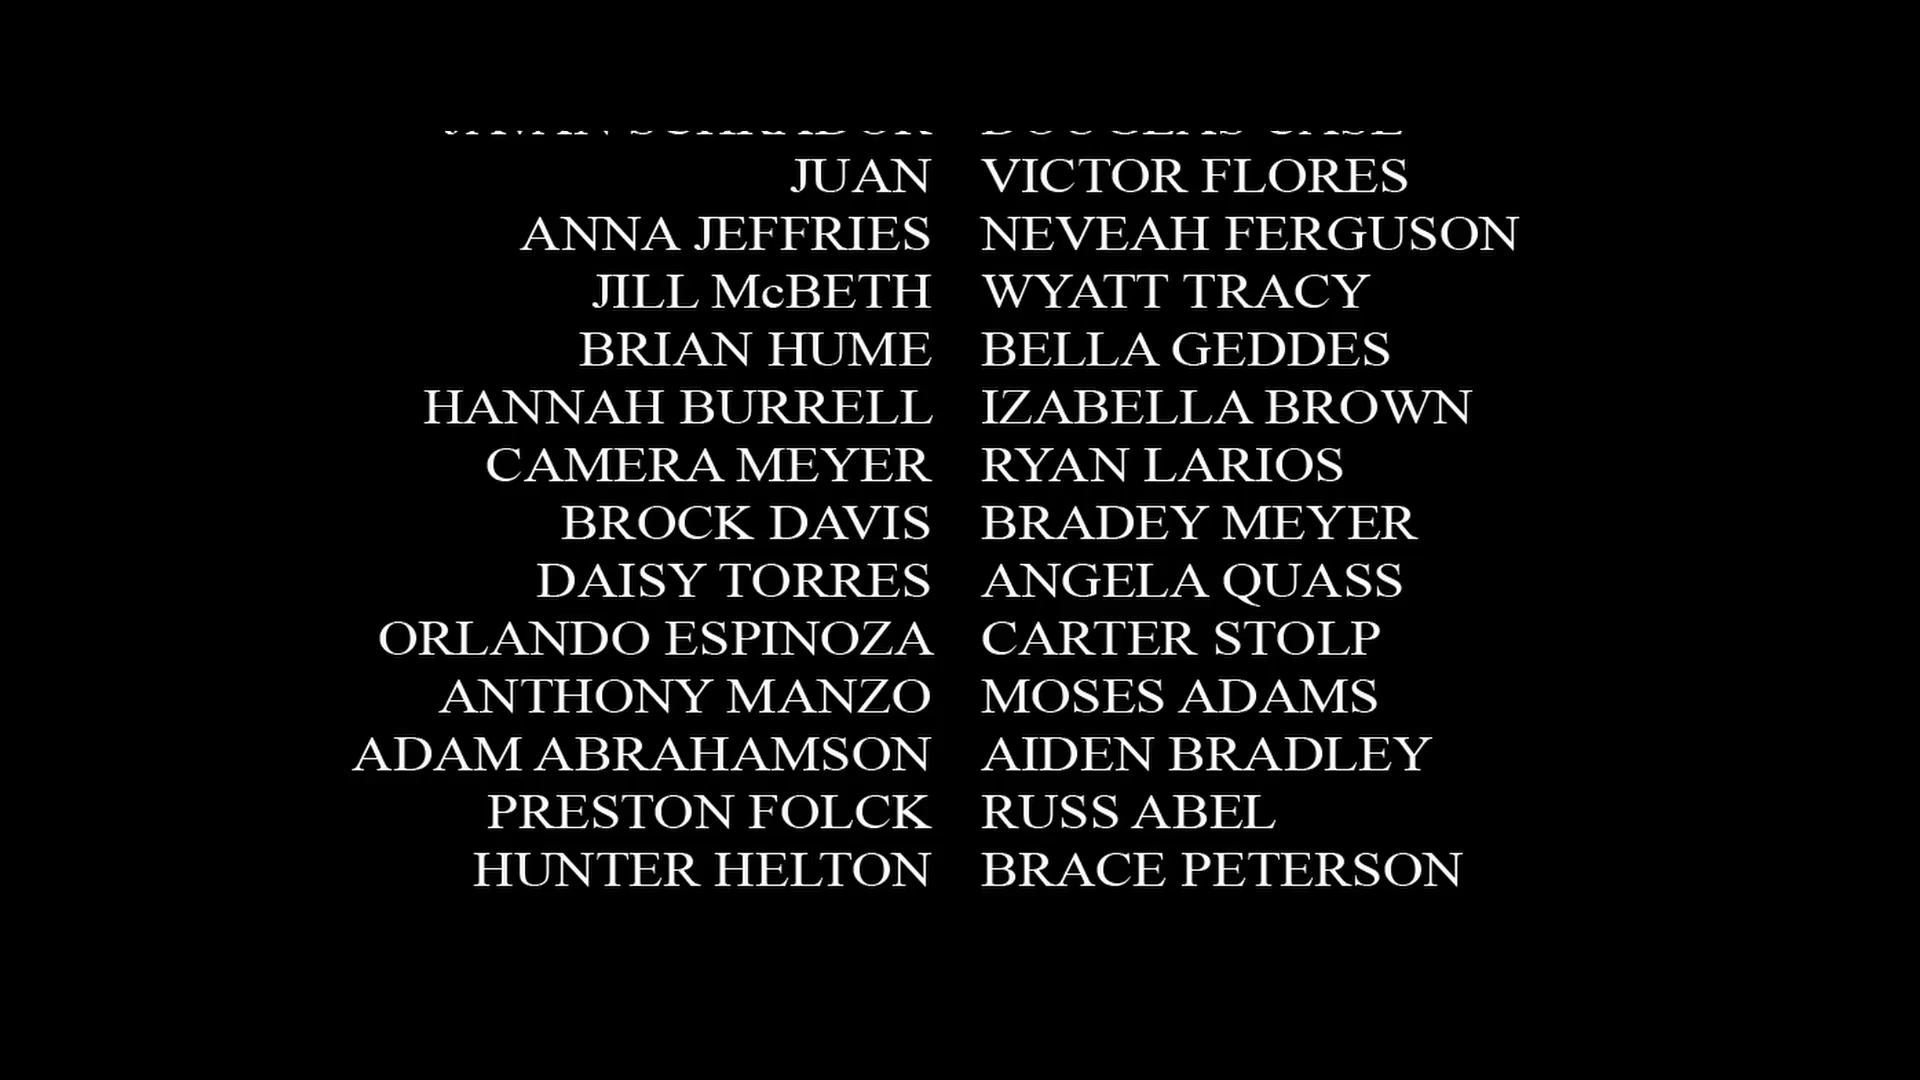 JUAN VICTOR FLORES
ANNA JEFFRIES NEVEAH FERGUSON
JILL McBETH WYATT TRACY
BRIAN HUME BELLA GEDDES
HANNAH BURRELL IZABELLA BROWN
CAMERA MEYER RYAN LARIOS
BROCK DAVIS BRADEY MEYER
DAISY TORRES ANGELA QUASS
ORLANDO ESPINOZA CARTER STOLP
ANTHONY MANZO MOSES ADAMS
ADAM ABRAHAMSON AIDEN BRADLEY
PRESTON FOLCK RUSS ABEL
HUNTER HELTON BRACE PETERSON